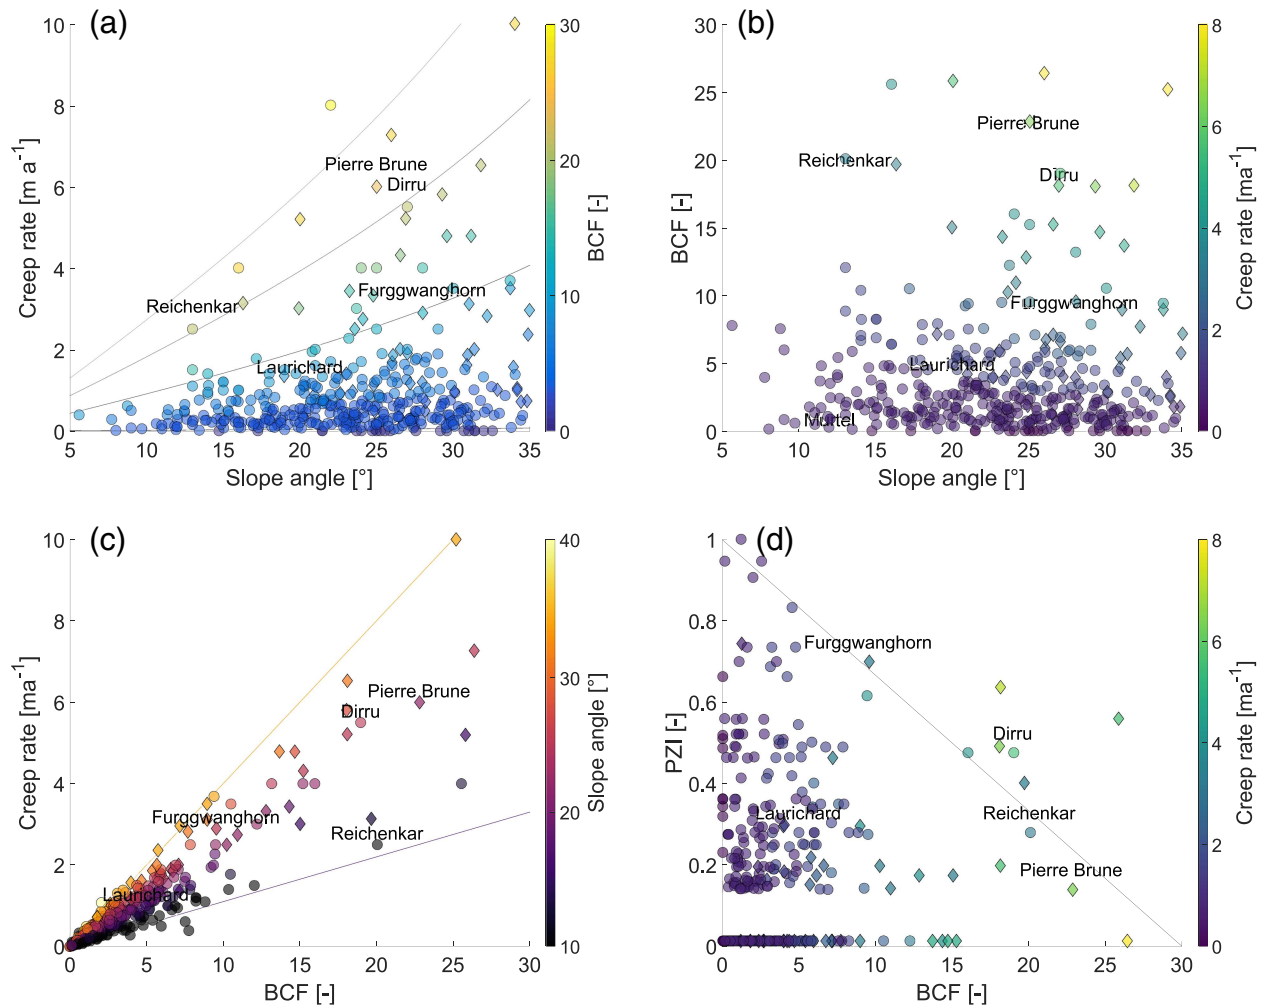 (a)
10
8
6
4
2
0
Creep rate [m a⁻¹]
Pierre Brune
Dirru
Reichenkar
Furggwanghorn
Laurichard
5 10 15 20 25 30 35
Slope angle [°]
30
20
10
0
BCF [-]
(b)
30
25
20
15
10
5
0
BCF [-]
Pierre Brune
Reichenkar
Dirru
Furggwanghorn
Laurichard
Murtel
5 10 15 20 25 30 35
Slope angle [°]
8
6
4
2
0
Creep rate [ma⁻¹]
(c)
10
8
6
4
2
0
Creep rate [ma⁻¹]
Pierre Brune
Dirru
Furggwanghorn
Reichenkar
Laurichard
0 5 10 15 20 25 30
BCF [-]
40
30
20
10
Slope angle [°]
(d)
1
0.8
0.6
0.4
0.2
0
PZI [-]
Furggwanghorn
Dirru
Laurichard
Reichenkar
Pierre Brune
0 5 10 15 20 25 30
BCF [-]
8
6
4
2
0
Creep rate [ma⁻¹]